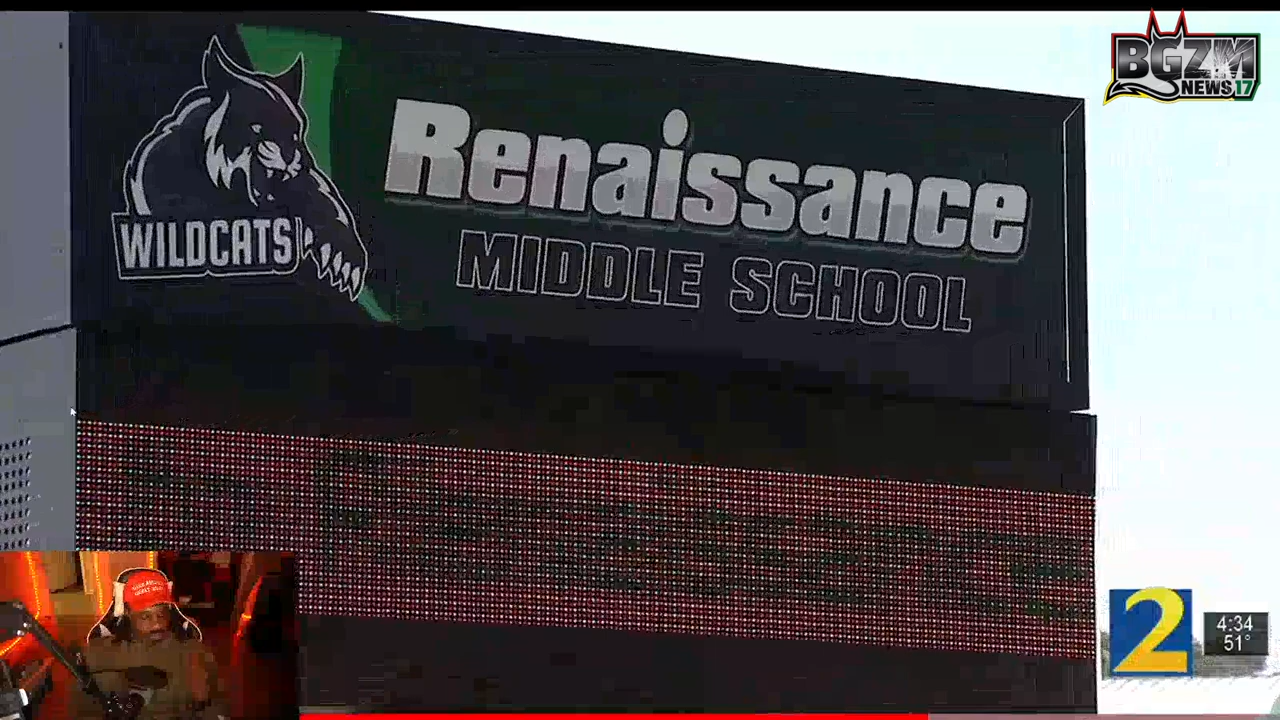 BGZM
NEWS 17
Renaissance
MIDDLE SCHOOL
WILDCATS
2
4:34
51°